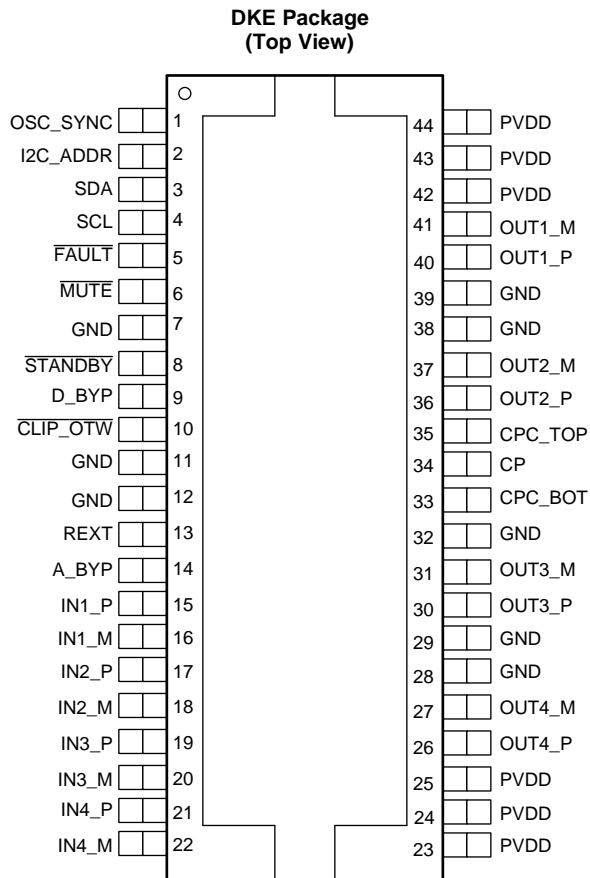 DKE Package
(Top View)
OSC_SYNC 1 44 PVDD
I2C_ADDR 2 43 PVDD
SDA 3 42 PVDD
SCL 4 41 OUT1_M
FAULT 5 40 OUT1_P
MUTE 6 39 GND
GND 7 38 GND
STANDBY 8 37 OUT2_M
D_BYP 9 36 OUT2_P
CLIP_OTW 10 35 CPC_TOP
GND 11 34 CP
GND 12 33 CPC_BOT
REXT 13 32 GND
A_BYP 14 31 OUT3_M
IN1_P 15 30 OUT3_P
IN1_M 16 29 GND
IN2_P 17 28 GND
IN2_M 18 27 OUT4_M
IN3_P 19 26 OUT4_P
IN3_M 20 25 PVDD
IN4_P 21 24 PVDD
IN4_M 22 23 PVDD